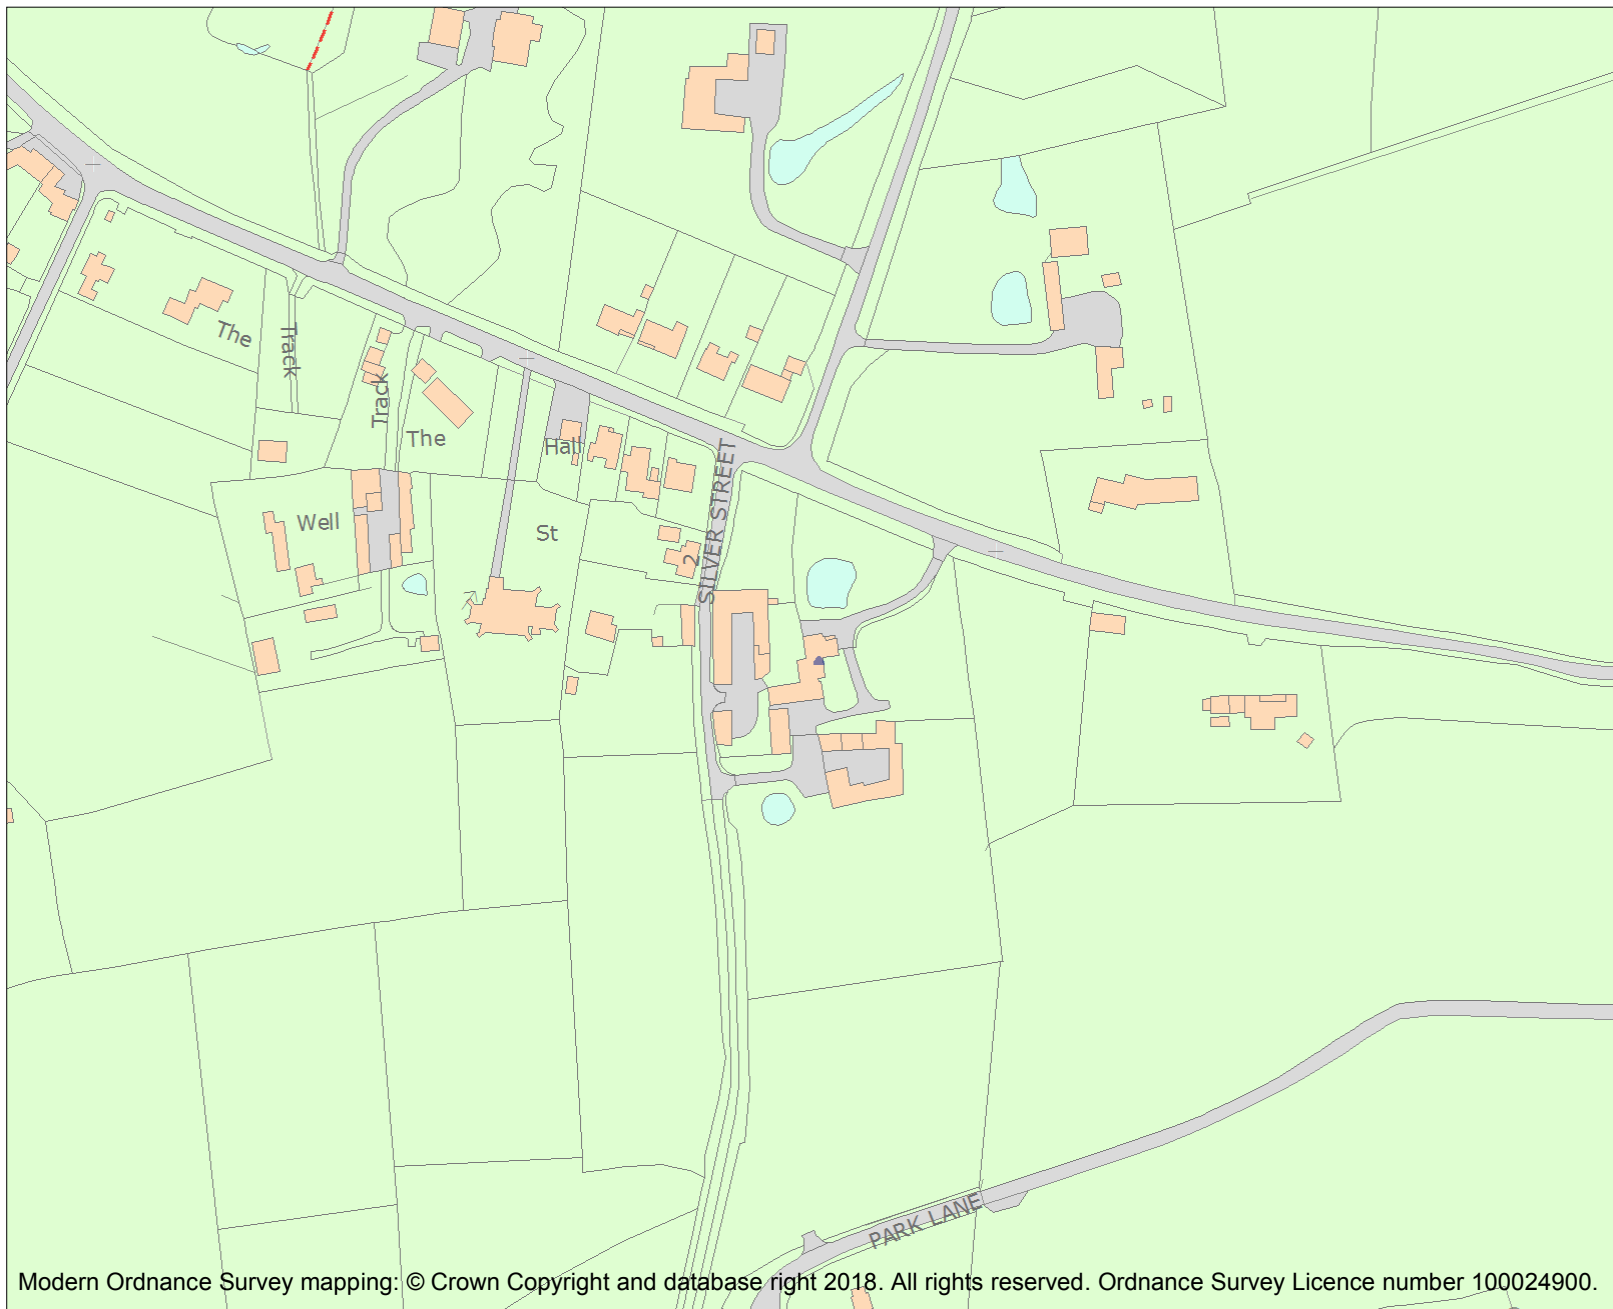 The
Track
Track
The
Hall
Well
St
2
SILVER STREET
PARK LANE
Modern Ordnance Survey mapping: © Crown Copyright and database right 2018. All rights reserved. Ordnance Survey Licence number 100024900.